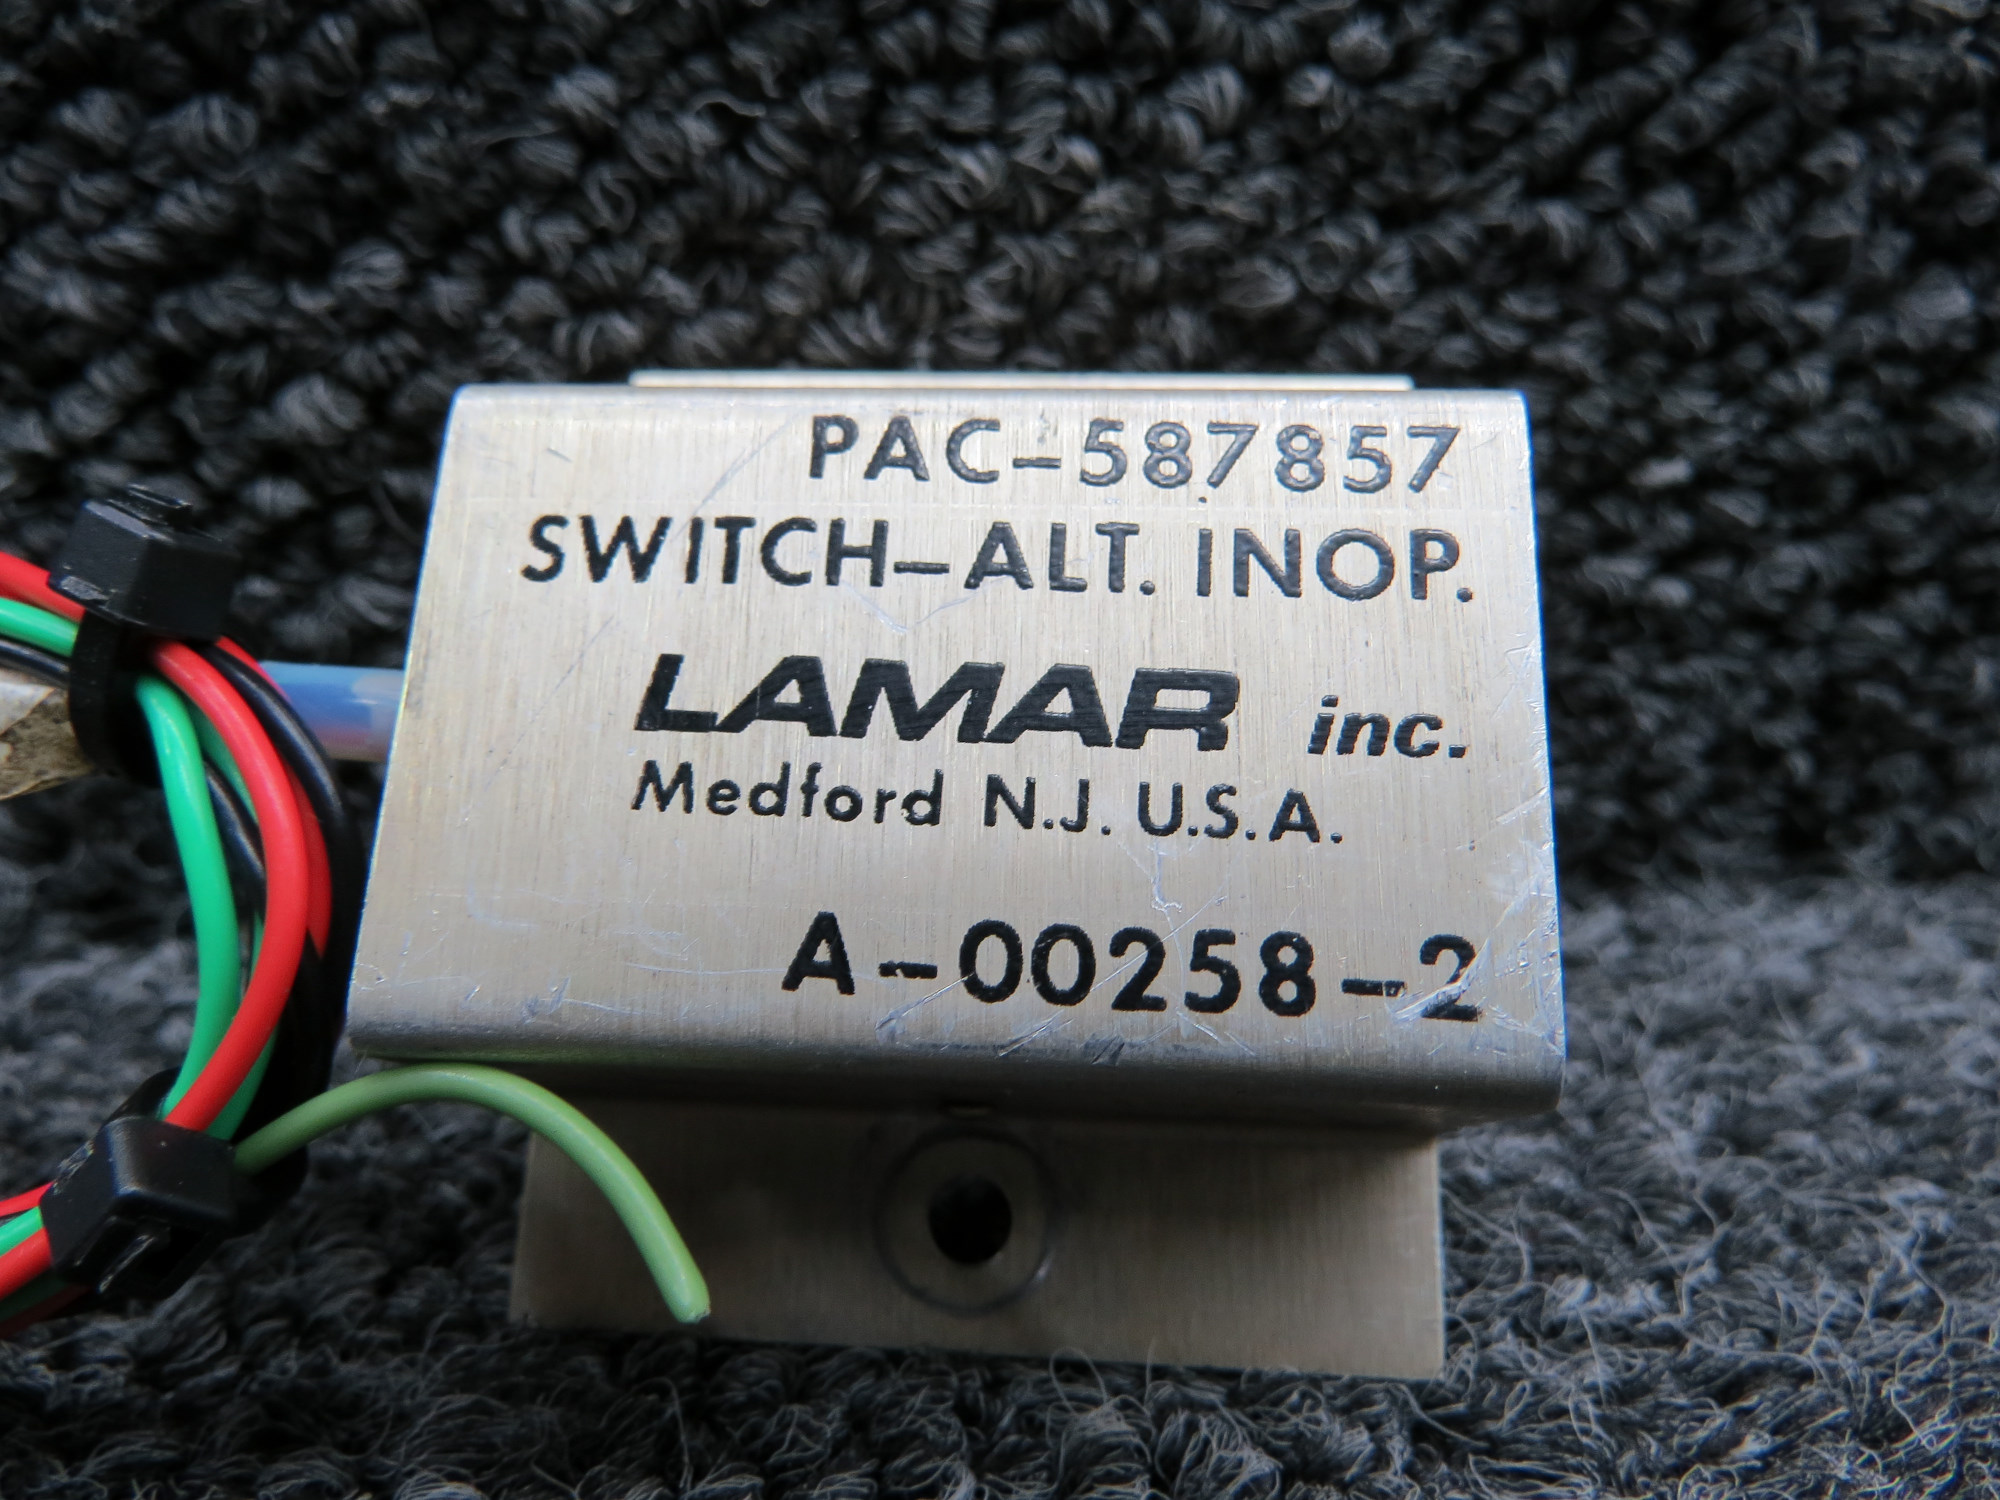 PAC-587857
SWITCH-ALT. INOP.
LAMAR inc.
Medford N.J. U.S.A.
A-00258-2